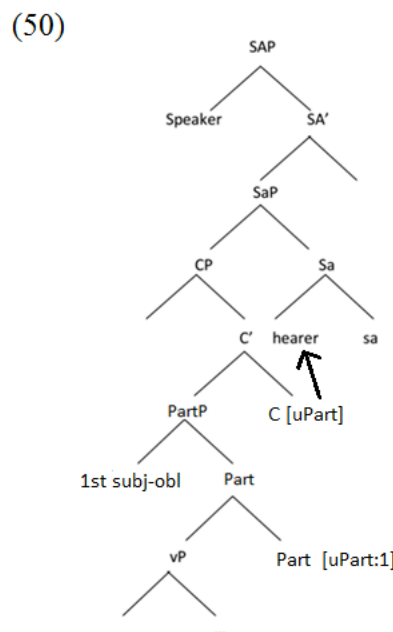 (50)
SAP
Speaker SA’
SaP
CP Sa
C’ hearer sa
PartP C [uPart]
1st subj-obl Part
vP Part [uPart:1]